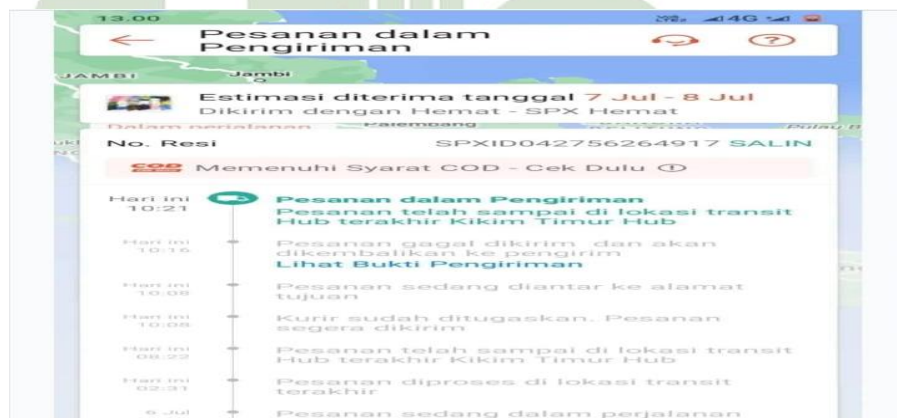 13.00
4G
Pesanan dalam
Pengiriman
JAMBI
Jambi
Estimasi diterima tanggal 7 Jul - 8 Jul
Dikirim dengan Hemat - SPX Hemat
Dalam perjalanan
Palembang
Pulau B
No. Resi
SPXID042756264917 SALIN
COD Memenuhi Syarat COD - Cek Dulu
Hari ini
10:21
Pesanan dalam Pengiriman
Pesanan telah sampai di lokasi transit
Hub terakhir Kikim Timur Hub
Hari ini
10:16
Pesanan gagal dikirim dan akan
dikembalikan ke pengirim
Lihat Bukti Pengiriman
Hari ini
10:08
Pesanan sedang diantar ke alamat
tujuan
Hari ini
10:08
Kurir sudah ditugaskan. Pesanan
segera dikirim
Hari ini
08:22
Pesanan telah sampai di lokasi transit
Hub terakhir Kikim Timur Hub
Hari ini
02:31
Pesanan diproses di lokasi transit
terakhir
6 Jul
Pesanan sedang dalam perjalanan